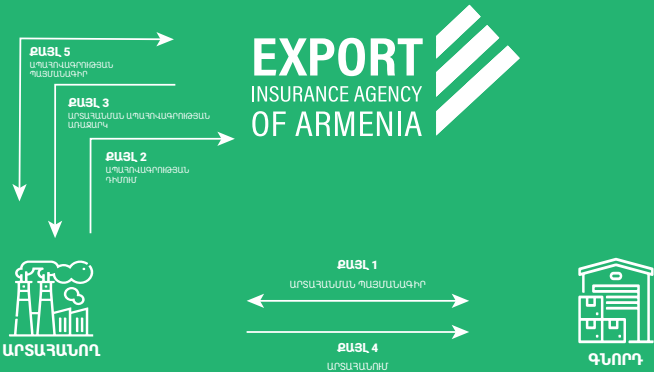 EXPORT
INSURANCE AGENCY
OF ARMENIA
ՔԱՅԼ 5
ԱՊԱՀՈՎԱԳՐՈՒԹՅԱՆ
ՊԱՅՄԱՆԱԳԻՐ
ՔԱՅԼ 3
ԱՐՏԱՀԱՆՄԱՆ ԱՊԱՀՈՎԱԳՐՈՒԹՅԱՆ
ԱՌԱՋԱՐԿ
ՔԱՅԼ 2
ԱՊԱՀՈՎԱԳՐՈՒԹՅԱՆ
ԴԻՄՈՒՄ
ՔԱՅԼ 1
ԱՐՏԱՀԱՆՄԱՆ ՊԱՅՄԱՆԱԳԻՐ
ՔԱՅԼ 4
ԱՐՏԱՀԱՆՈՒՄ
ԱՐՏԱՀԱՆՈՂ
ԳՆՈՐԴ